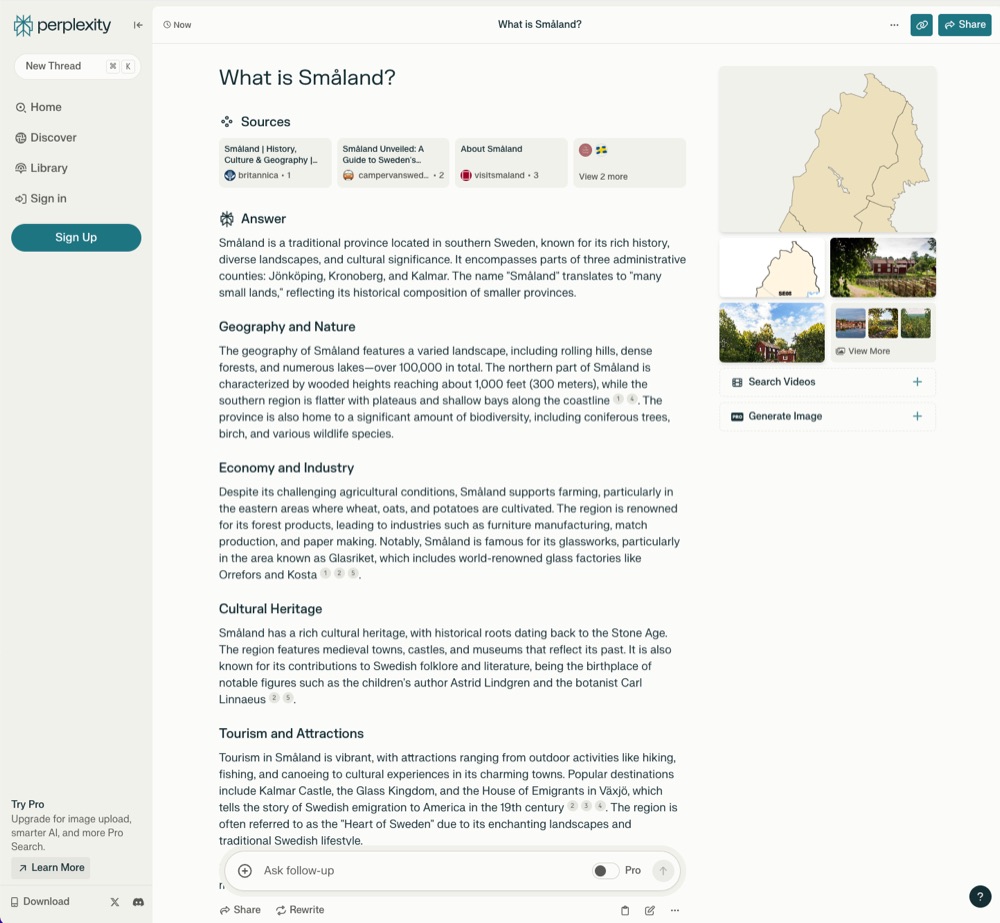 perplexity
New Thread
⌘ K
Home
Discover
Library
Sign in
Sign Up
Try Pro
Upgrade for image upload,
smarter AI, and more Pro
Search.
Learn More
Download
Now
What is Småland?
Share
What is Småland?
Sources
Småland | History,
Culture & Geography |...
britannica • 1
Småland Unveiled: A
Guide to Sweden's...
campervanswed... • 2
About Småland
visitsmaland • 3
View 2 more
Answer
Småland is a traditional province located in southern Sweden, known for its rich history,
diverse landscapes, and cultural significance. It encompasses parts of three administrative
counties: Jönköping, Kronoberg, and Kalmar. The name "Småland" translates to "many
small lands," reflecting its historical composition of smaller provinces.
Geography and Nature
The geography of Småland features a varied landscape, including rolling hills, dense
forests, and numerous lakes—over 100,000 in total. The northern part of Småland is
characterized by wooded heights reaching about 1,000 feet (300 meters), while the
southern region is flatter with plateaus and shallow bays along the coastline 1 4. The
province is also home to a significant amount of biodiversity, including coniferous trees,
birch, and various wildlife species.
Economy and Industry
Despite its challenging agricultural conditions, Småland supports farming, particularly in
the eastern areas where wheat, oats, and potatoes are cultivated. The region is renowned
for its forest products, leading to industries such as furniture manufacturing, match
production, and paper making. Notably, Småland is famous for its glassworks, particularly
in the area known as Glasriket, which includes world-renowned glass factories like
Orrefors and Kosta 1 2 5.
Cultural Heritage
Småland has a rich cultural heritage, with historical roots dating back to the Stone Age.
The region features medieval towns, castles, and museums that reflect its past. It is also
known for its contributions to Swedish folklore and literature, being the birthplace of
notable figures such as the children's author Astrid Lindgren and the botanist Carl
Linnaeus 2 5.
Tourism and Attractions
Tourism in Småland is vibrant, with attractions ranging from outdoor activities like hiking,
fishing, and canoeing to cultural experiences in its charming towns. Popular destinations
include Kalmar Castle, the Glass Kingdom, and the House of Emigrants in Växjö, which
tells the story of Swedish emigration to America in the 19th century 2 3 4. The region is
often referred to as the "Heart of Sweden" due to its enchanting landscapes and
traditional Swedish lifestyle.
Ask follow-up
Pro
Share
Rewrite
View More
Search Videos
PRO Generate Image
?